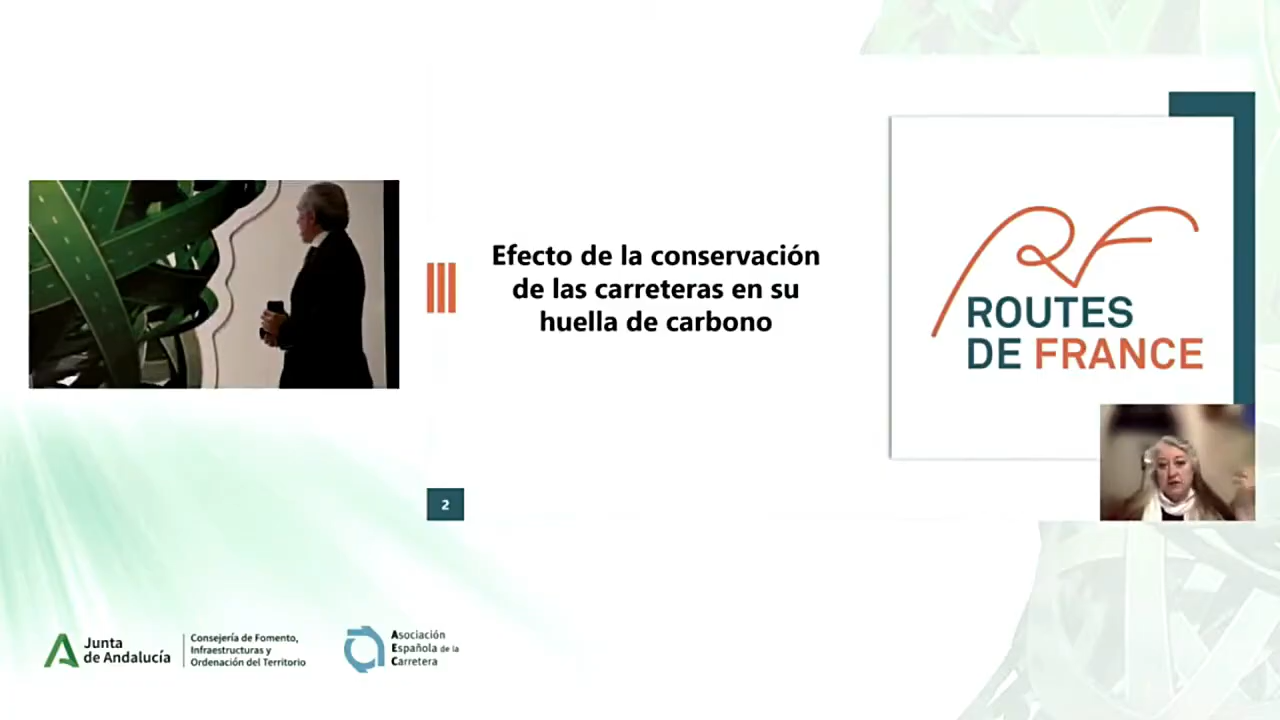 Efecto de la conservación
de las carreteras en su
huella de carbono
RF
ROUTES
DE FRANCE
2
Junta
de Andalucía
Consejería de Fomento,
Infraestructuras y
Ordenación del Territorio
Asociación
Española de la
Carretera